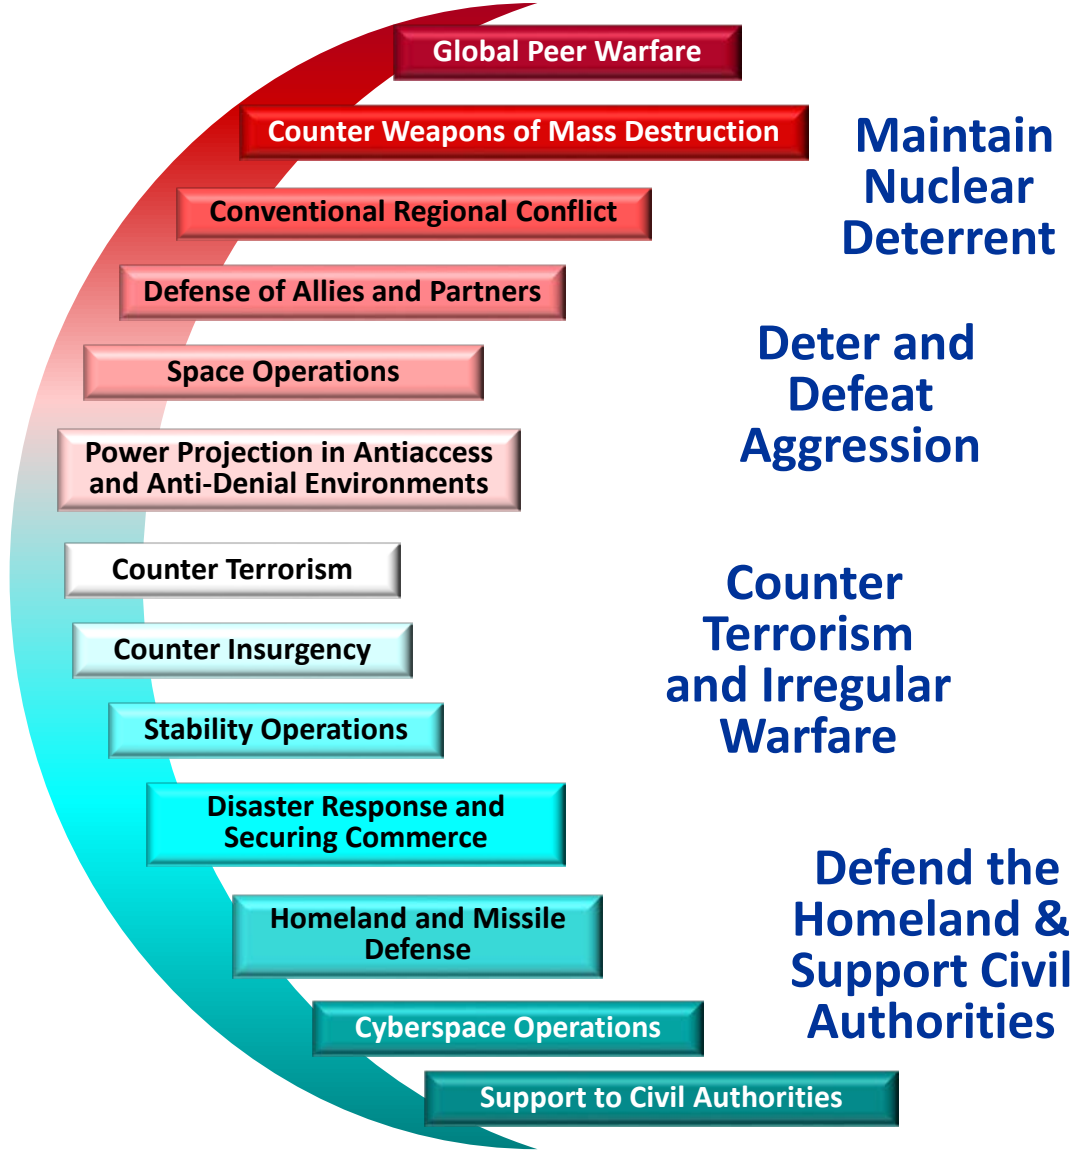 Global Peer Warfare
Counter Weapons of Mass Destruction
Conventional Regional Conflict
Defense of Allies and Partners
Space Operations
Power Projection in Antiaccess
and Anti-Denial Environments
Counter Terrorism
Counter Insurgency
Stability Operations
Disaster Response and
Securing Commerce
Homeland and Missile
Defense
Cyberspace Operations
Support to Civil Authorities
Maintain
Nuclear
Deterrent
Deter and
Defeat
Aggression
Counter
Terrorism
and Irregular
Warfare
Defend the
Homeland &
Support Civil
Authorities